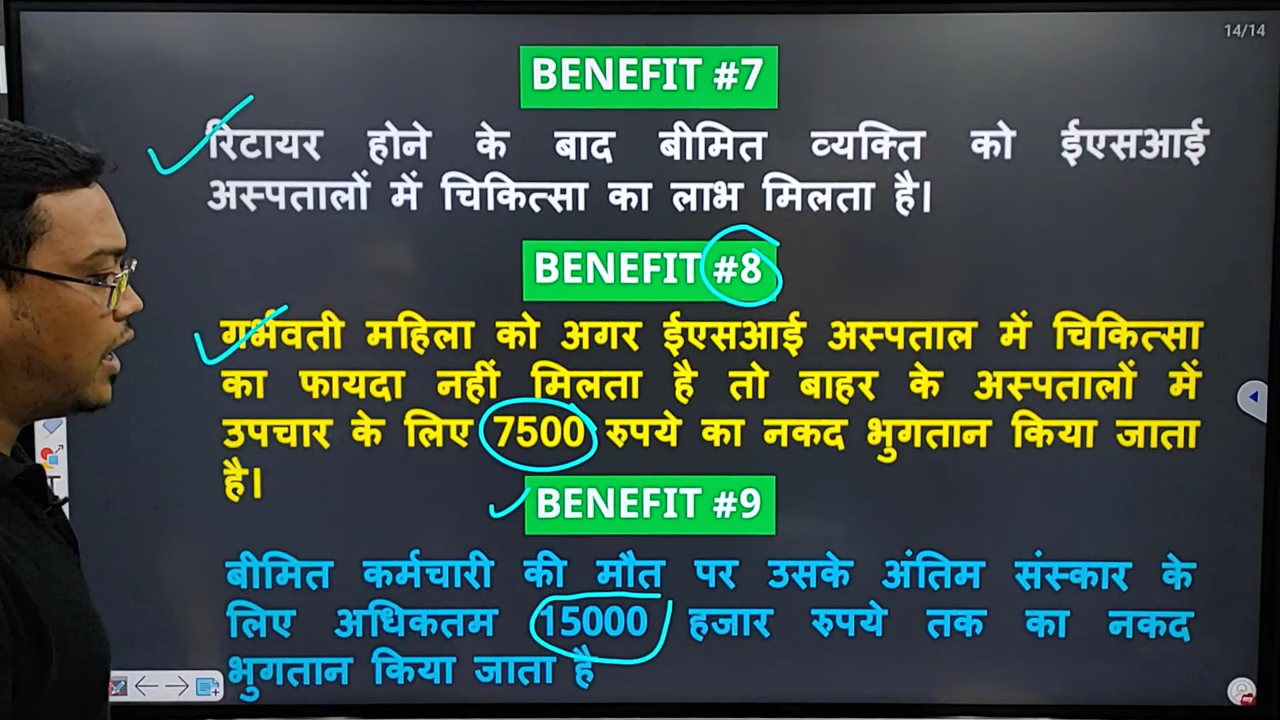 14/14
BENEFIT #7
रिटायर होने के बाद बीमित व्यक्ति को ईएसआई
अस्पतालों में चिकित्सा का लाभ मिलता है।
BENEFIT #8
गर्भवती महिला को अगर ईएसआई अस्पताल में चिकित्सा
का फायदा नहीं मिलता है तो बाहर के अस्पतालों में
उपचार के लिए 7500 रुपये का नकद भुगतान किया जाता
है।
BENEFIT #9
बीमित कर्मचारी की मौत पर उसके अंतिम संस्कार के
लिए अधिकतम 15000 हजार रुपये तक का नकद
भुगतान किया जाता है